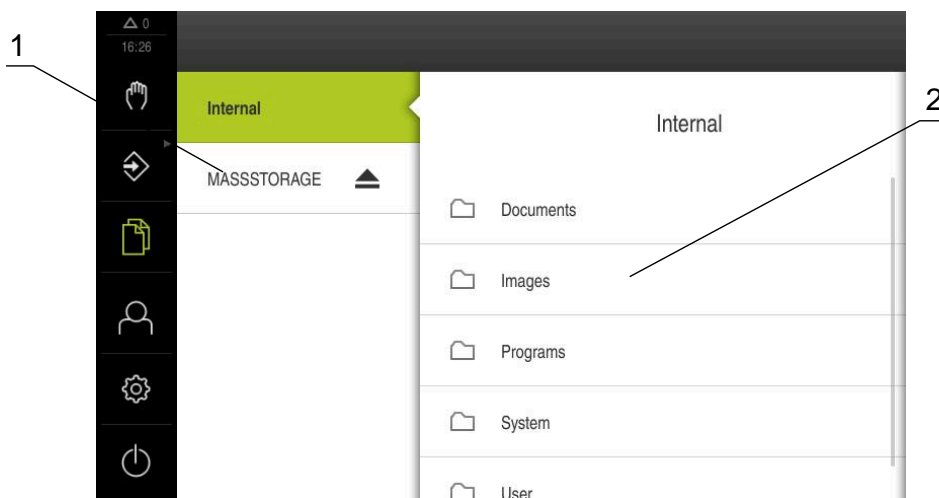 1
0
16:26
Internal
MASSSTORAGE
Internal
Documents
Images
Programs
System
User
2